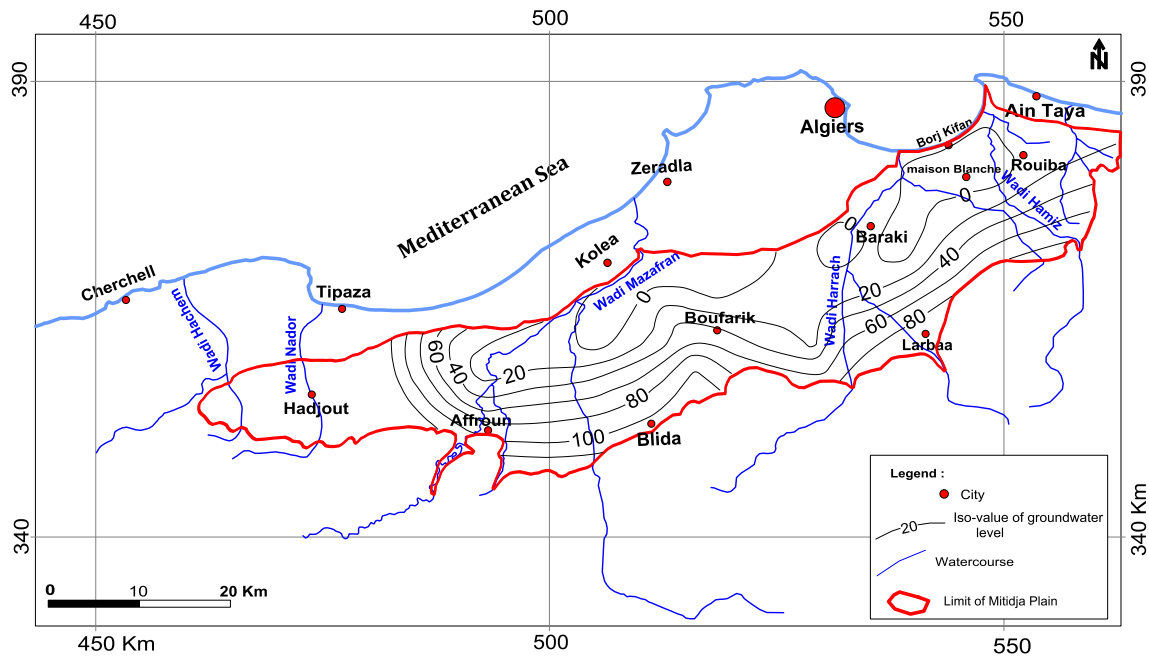 450
500
550
390
390
N
Ain Taya
Algiers
Borj Kifan
Rouiba
maison Blanche
Zeradla
Mediterranean Sea
Wadi Hamiz
0
0
Baraki
Kolea
40
Cherchell
Wadi Mazafran
Tipaza
0
20
Wadi Hachem
Wadi Nador
Wadi Harrach
Boufarik
60
80
Larbaa
60
40
20
Hadjout
80
Affroun
100
Blida
Legend :
City
20
Iso-value of groundwater
level
Watercourse
Limit of Mitidja Plain
340
340 Km
0
10
20 Km
450 Km
500
550